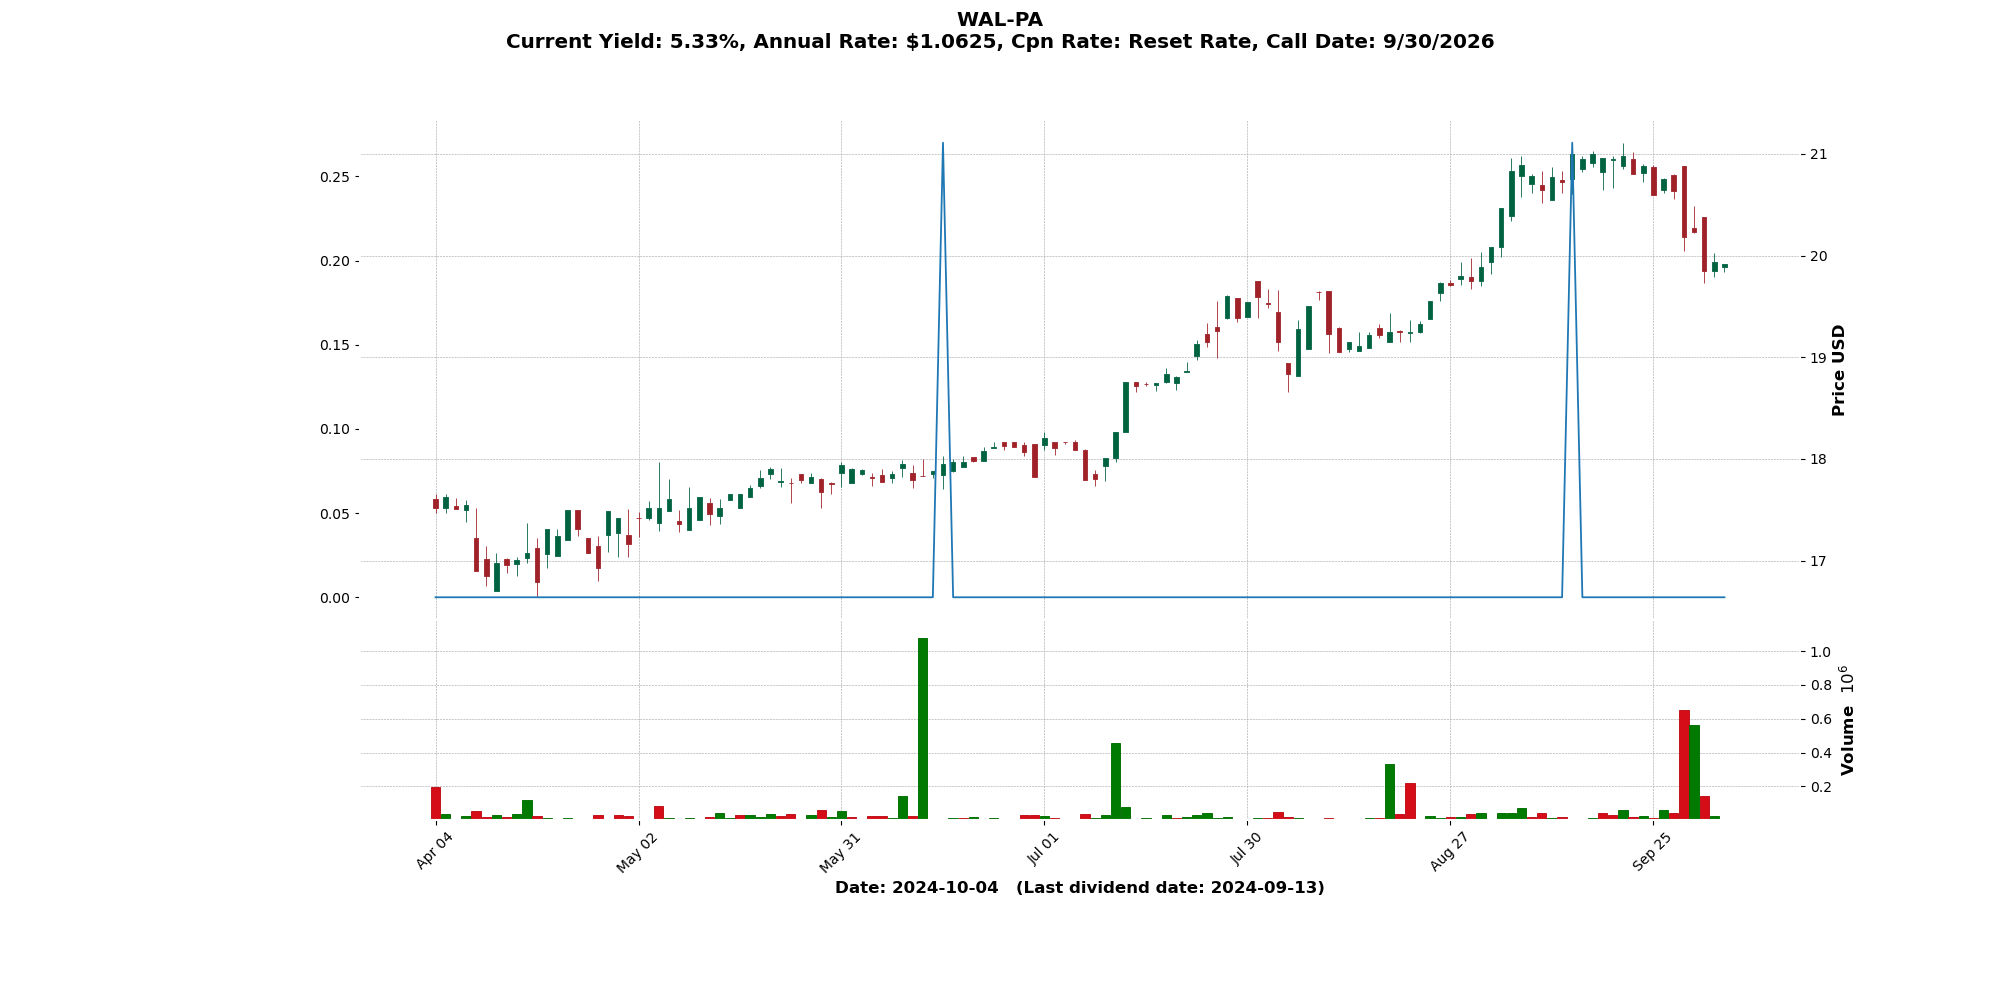 WAL-PA
Current Yield: 5.33%, Annual Rate: $1.0625, Cpn Rate: Reset Rate, Call Date: 9/30/2026
0.25
0.20
0.15
0.10
0.05
0.00
21
20
19
18
17
Price USD
1.0
0.8
0.6
0.4
0.2
Volume 10^6
Apr 04
May 02
May 31
Jul 01
Jul 30
Aug 27
Sep 25
Date: 2024-10-04 (Last dividend date: 2024-09-13)